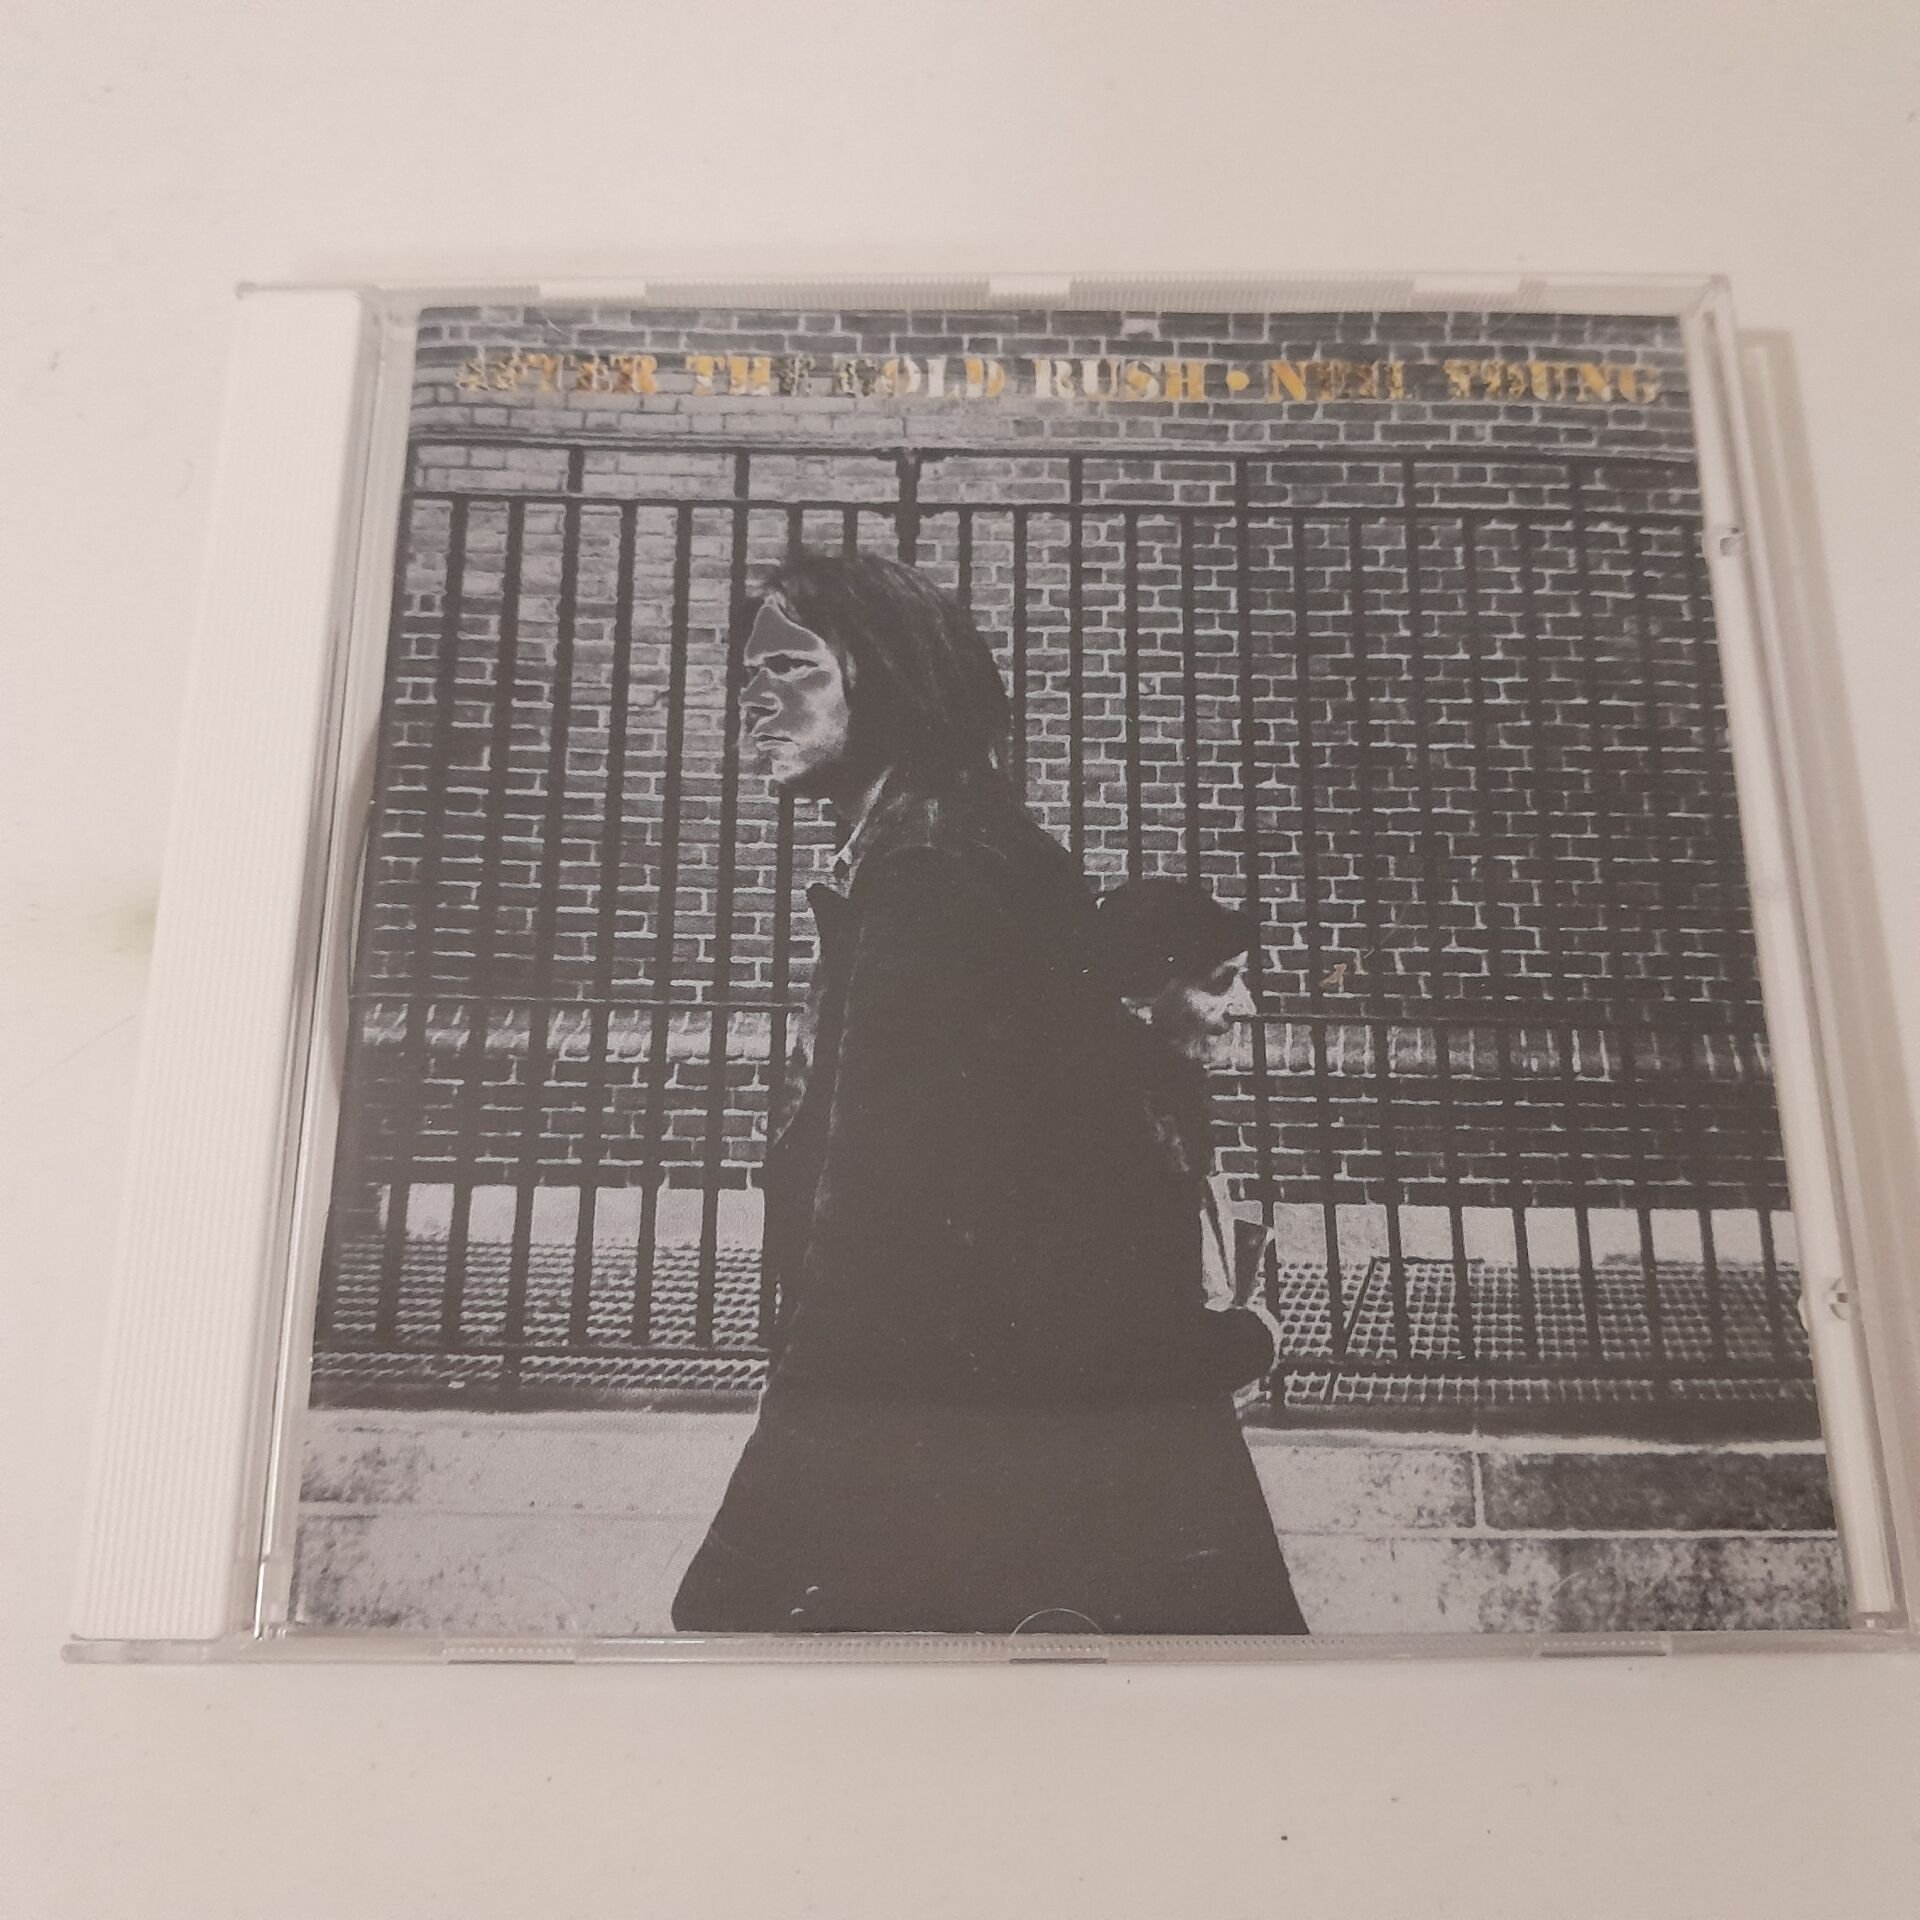 AFTER THE GOLD RUSH • NEIL YOUNG